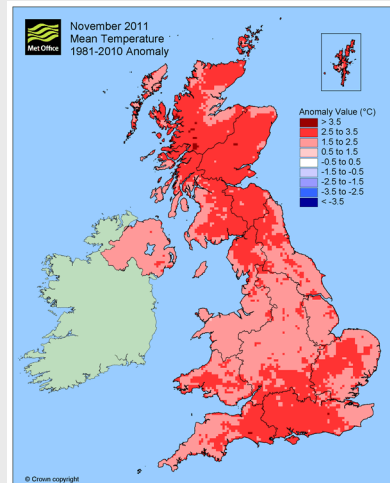 Met Office
November 2011
Mean Temperature
1981-2010 Anomaly
Anomaly Value (°C)
> 3.5
2.5 to 3.5
1.5 to 2.5
0.5 to 1.5
-0.5 to 0.5
-1.5 to -0.5
-2.5 to -1.5
-3.5 to -2.5
< -3.5
© Crown copyright